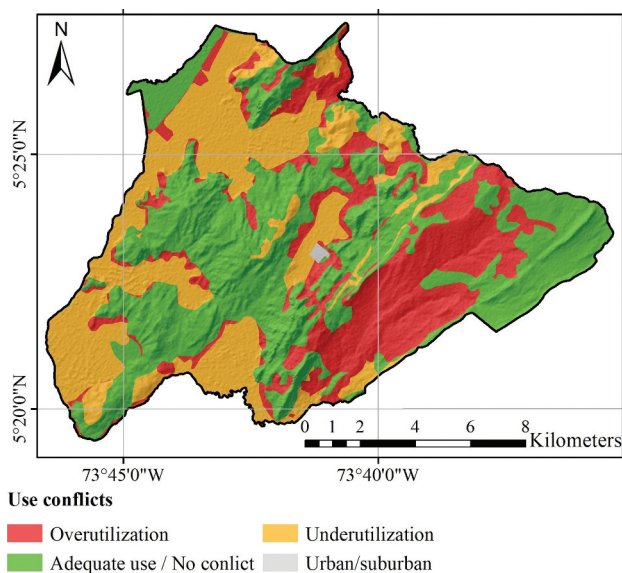 N
5°25'0"N
5°20'0"N
0 1 2 4 6 8
Kilometers
73°45'0"W 73°40'0"W
Use conflicts
Overutilization Underutilization
Adequate use / No conlict Urban/suburban